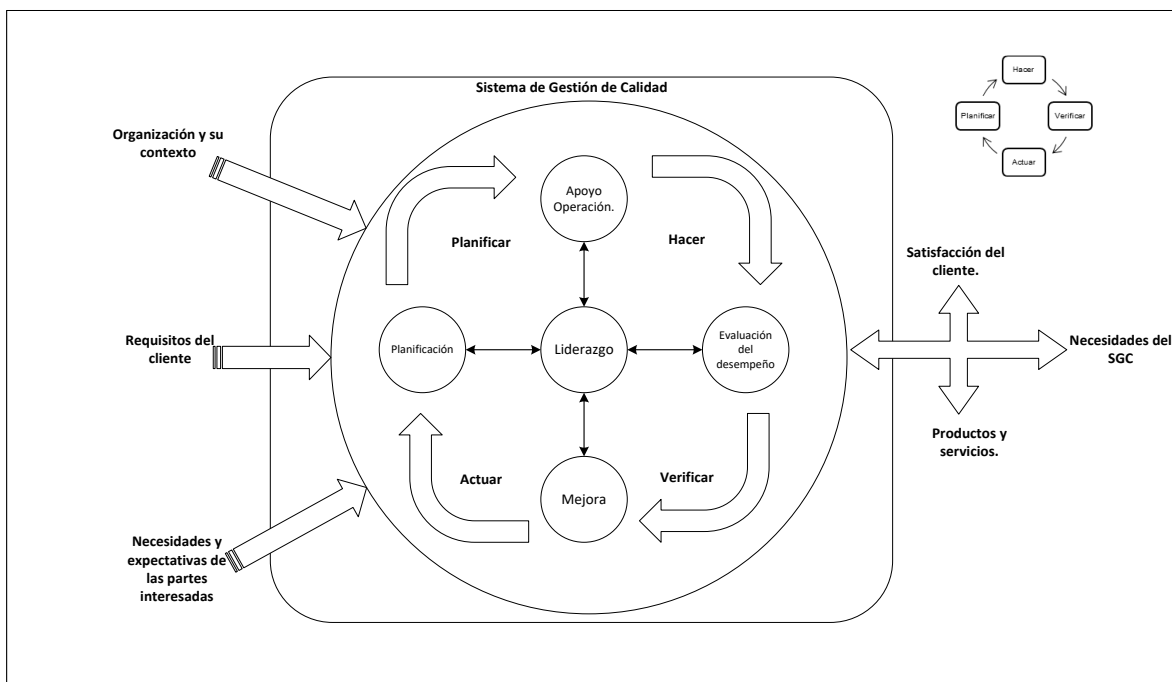 Sistema de Gestión de Calidad
Hacer
Planificar
Verificar
Actuar
Organización y su
contexto
Apoyo
Operación.
Planificar
Hacer
Satisfacción del
cliente.
Requisitos del
cliente
Planificación
Liderazgo
Evaluación
del
desempeño
Necesidades del
SGC
Productos y
servicios.
Actuar
Verificar
Mejora
Necesidades y
expectativas de
las partes
interesadas